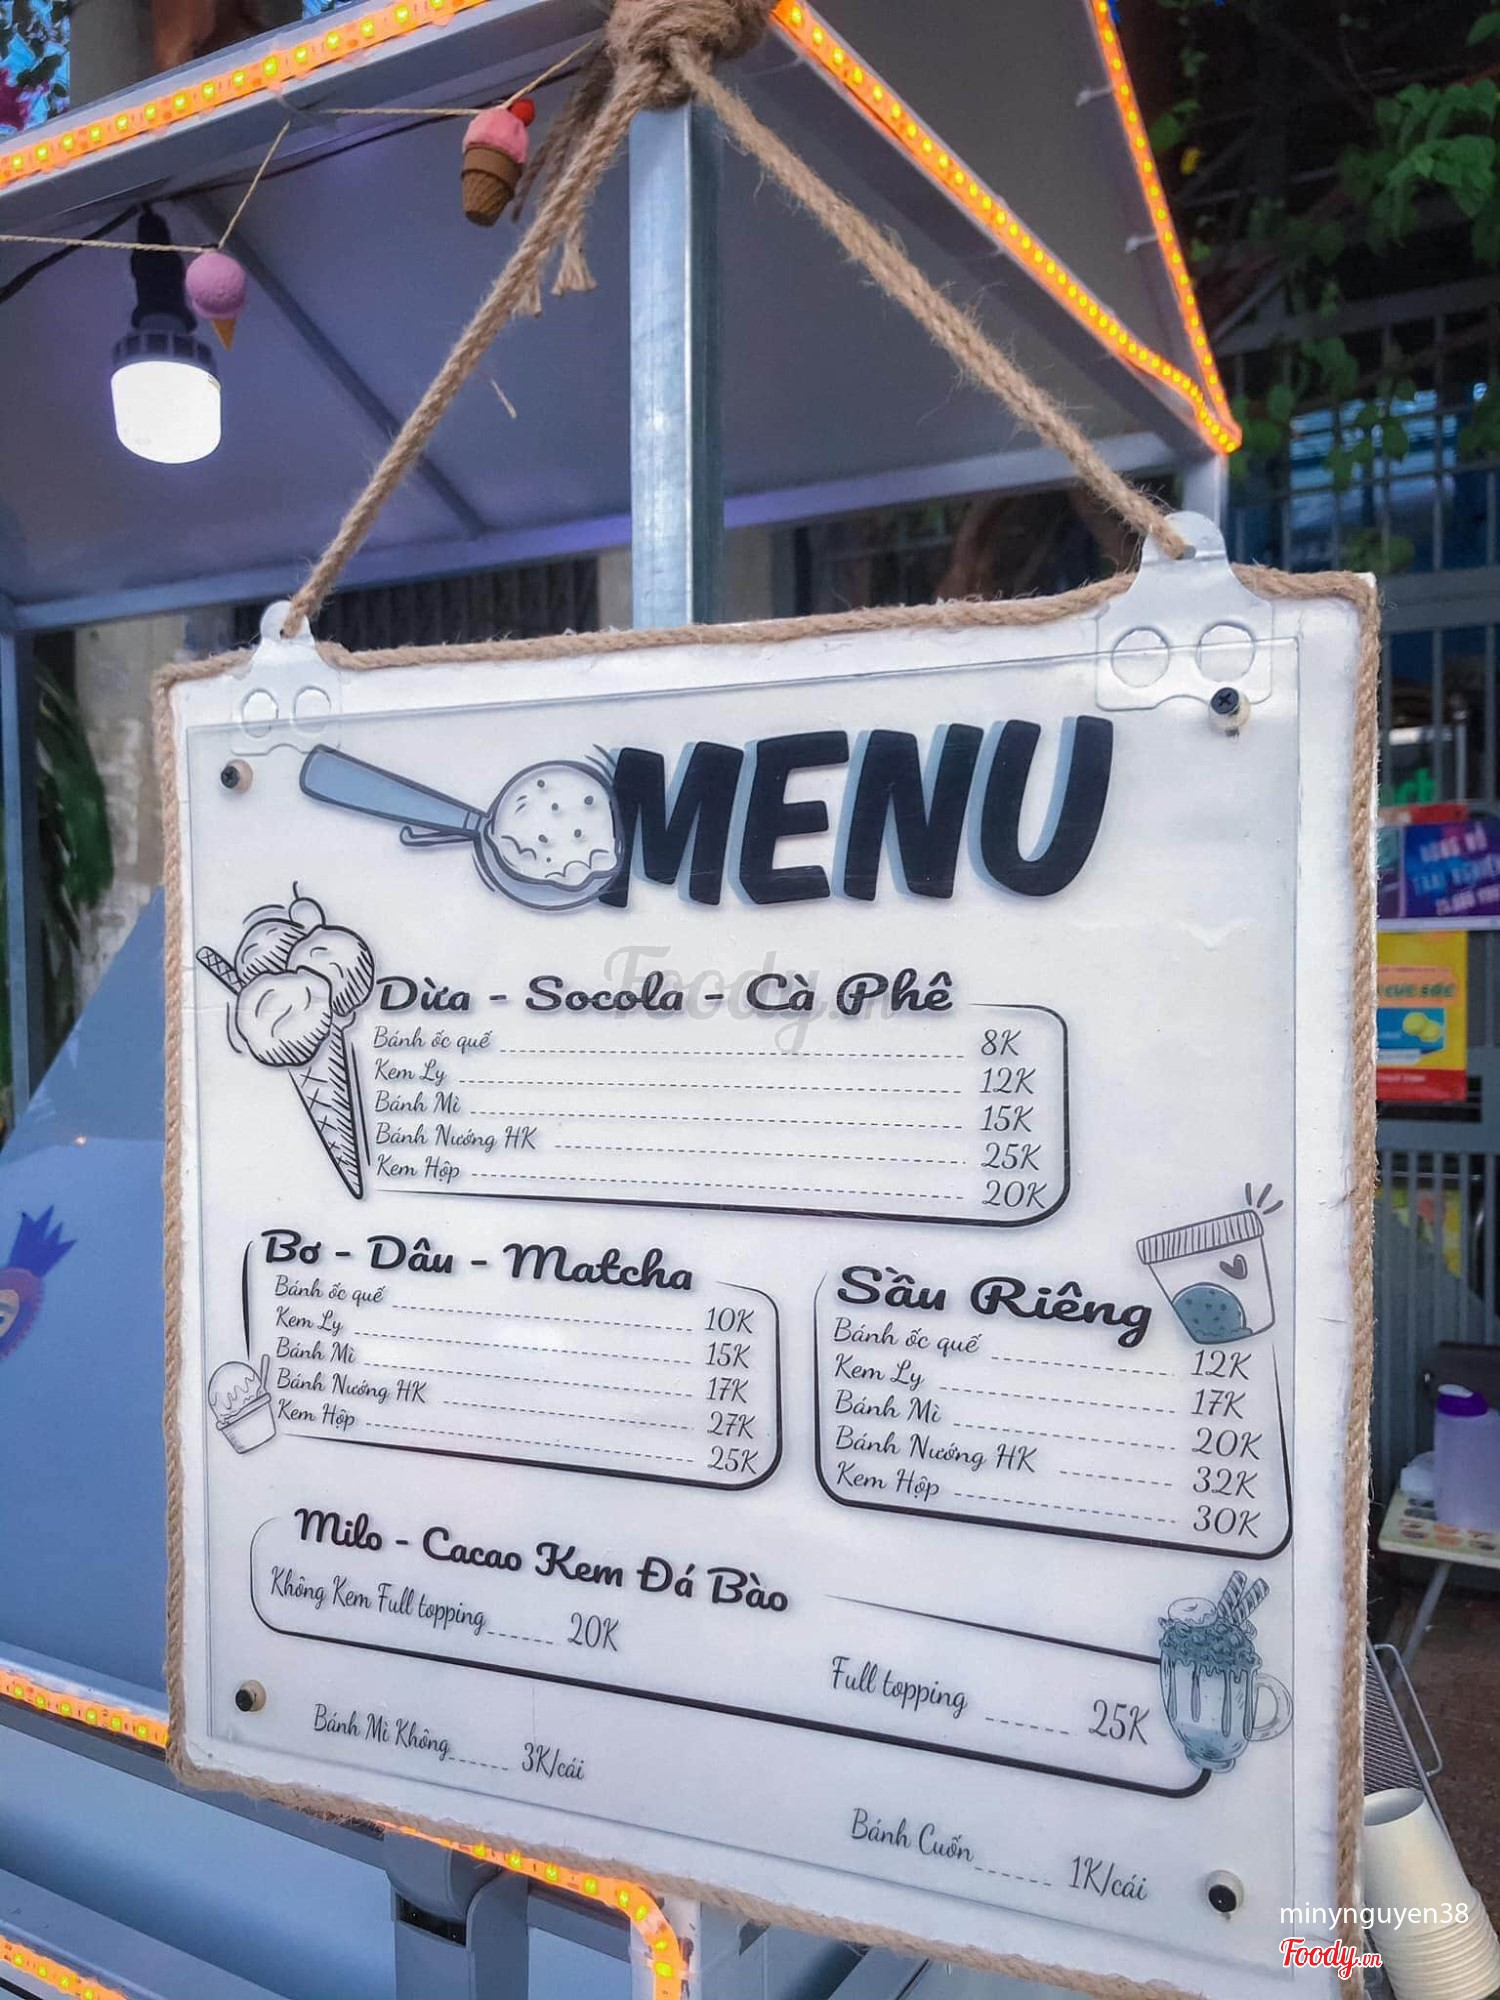 MENU
Dừa - Socola - Cà Phê
Bánh ốc quế 8K
Kem Ly 12K
Bánh Mì 15K
Bánh Nướng HK 25K
Kem Hộp 20K
Bơ - Dâu - Matcha
Bánh ốc quế 10K
Kem Ly 15K
Bánh Mì 17K
Bánh Nướng HK 27K
Kem Hộp 25K
Sầu Riêng
Bánh ốc quế 12K
Kem Ly 17K
Bánh Mì 20K
Bánh Nướng HK 32K
Kem Hộp 30K
Milo - Cacao Kem Đá Bào
Không Kem Full topping 20K
Full topping 25K
Bánh Mì Không 3K/cái
Bánh Cuốn 1K/cái
Foody.vn
minynguyen38
Foody.vn